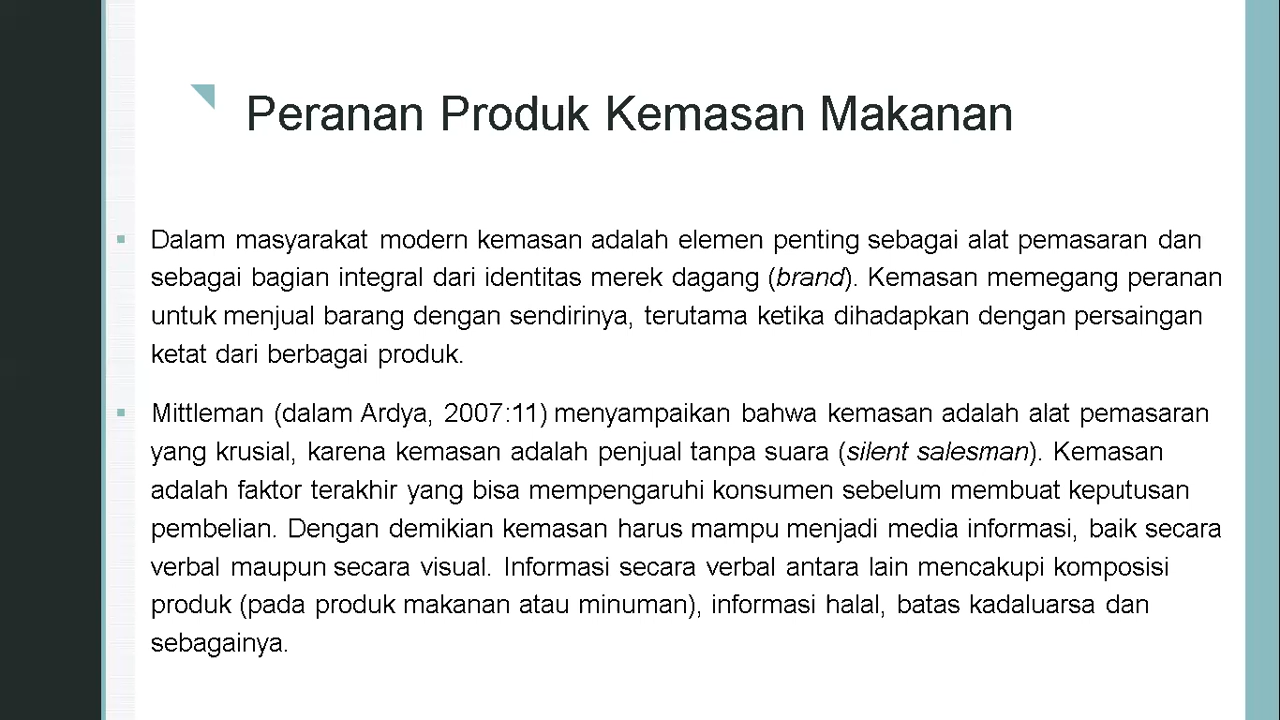 Peranan Produk Kemasan Makanan
Dalam masyarakat modern kemasan adalah elemen penting sebagai alat pemasaran dan
sebagai bagian integral dari identitas merek dagang (brand). Kemasan memegang peranan
untuk menjual barang dengan sendirinya, terutama ketika dihadapkan dengan persaingan
ketat dari berbagai produk.
Mittleman (dalam Ardya, 2007:11) menyampaikan bahwa kemasan adalah alat pemasaran
yang krusial, karena kemasan adalah penjual tanpa suara (silent salesman). Kemasan
adalah faktor terakhir yang bisa mempengaruhi konsumen sebelum membuat keputusan
pembelian. Dengan demikian kemasan harus mampu menjadi media informasi, baik secara
verbal maupun secara visual. Informasi secara verbal antara lain mencakupi komposisi
produk (pada produk makanan atau minuman), informasi halal, batas kadaluarsa dan
sebagainya.